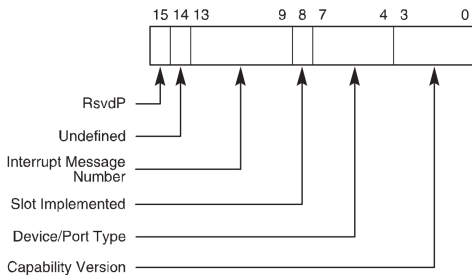 15 14 13 9 8 7 4 3 0
RsvdP
Undefined
Interrupt Message
Number
Slot Implemented
Device/Port Type
Capability Version